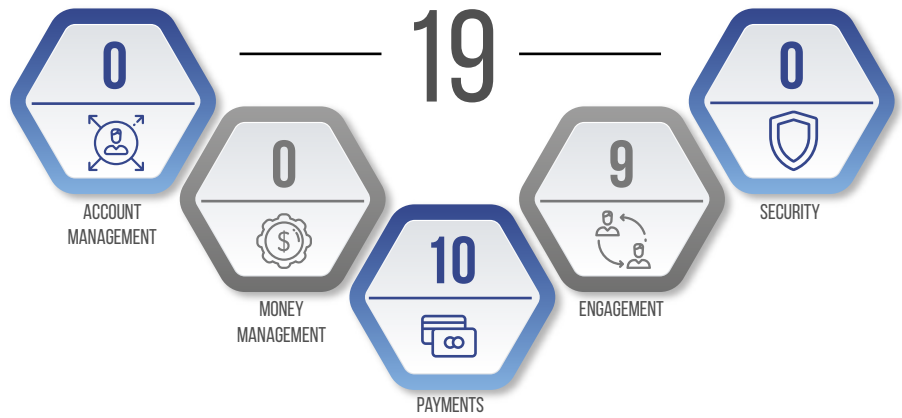 19
0
ACCOUNT
MANAGEMENT
0
$
MONEY
MANAGEMENT
10
PAYMENTS
9
ENGAGEMENT
0
SECURITY